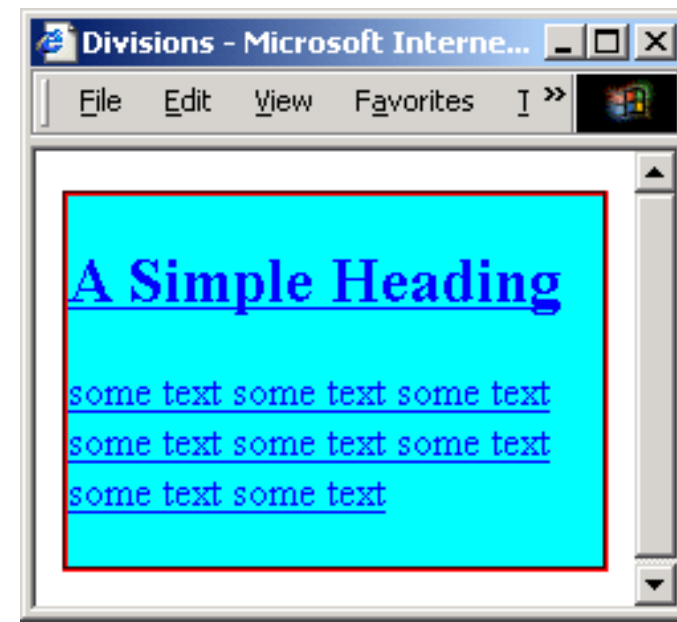 Divisions - Microsoft Interne...
File Edit View Favorites T »
A Simple Heading
some text some text some text
some text some text some text
some text some text